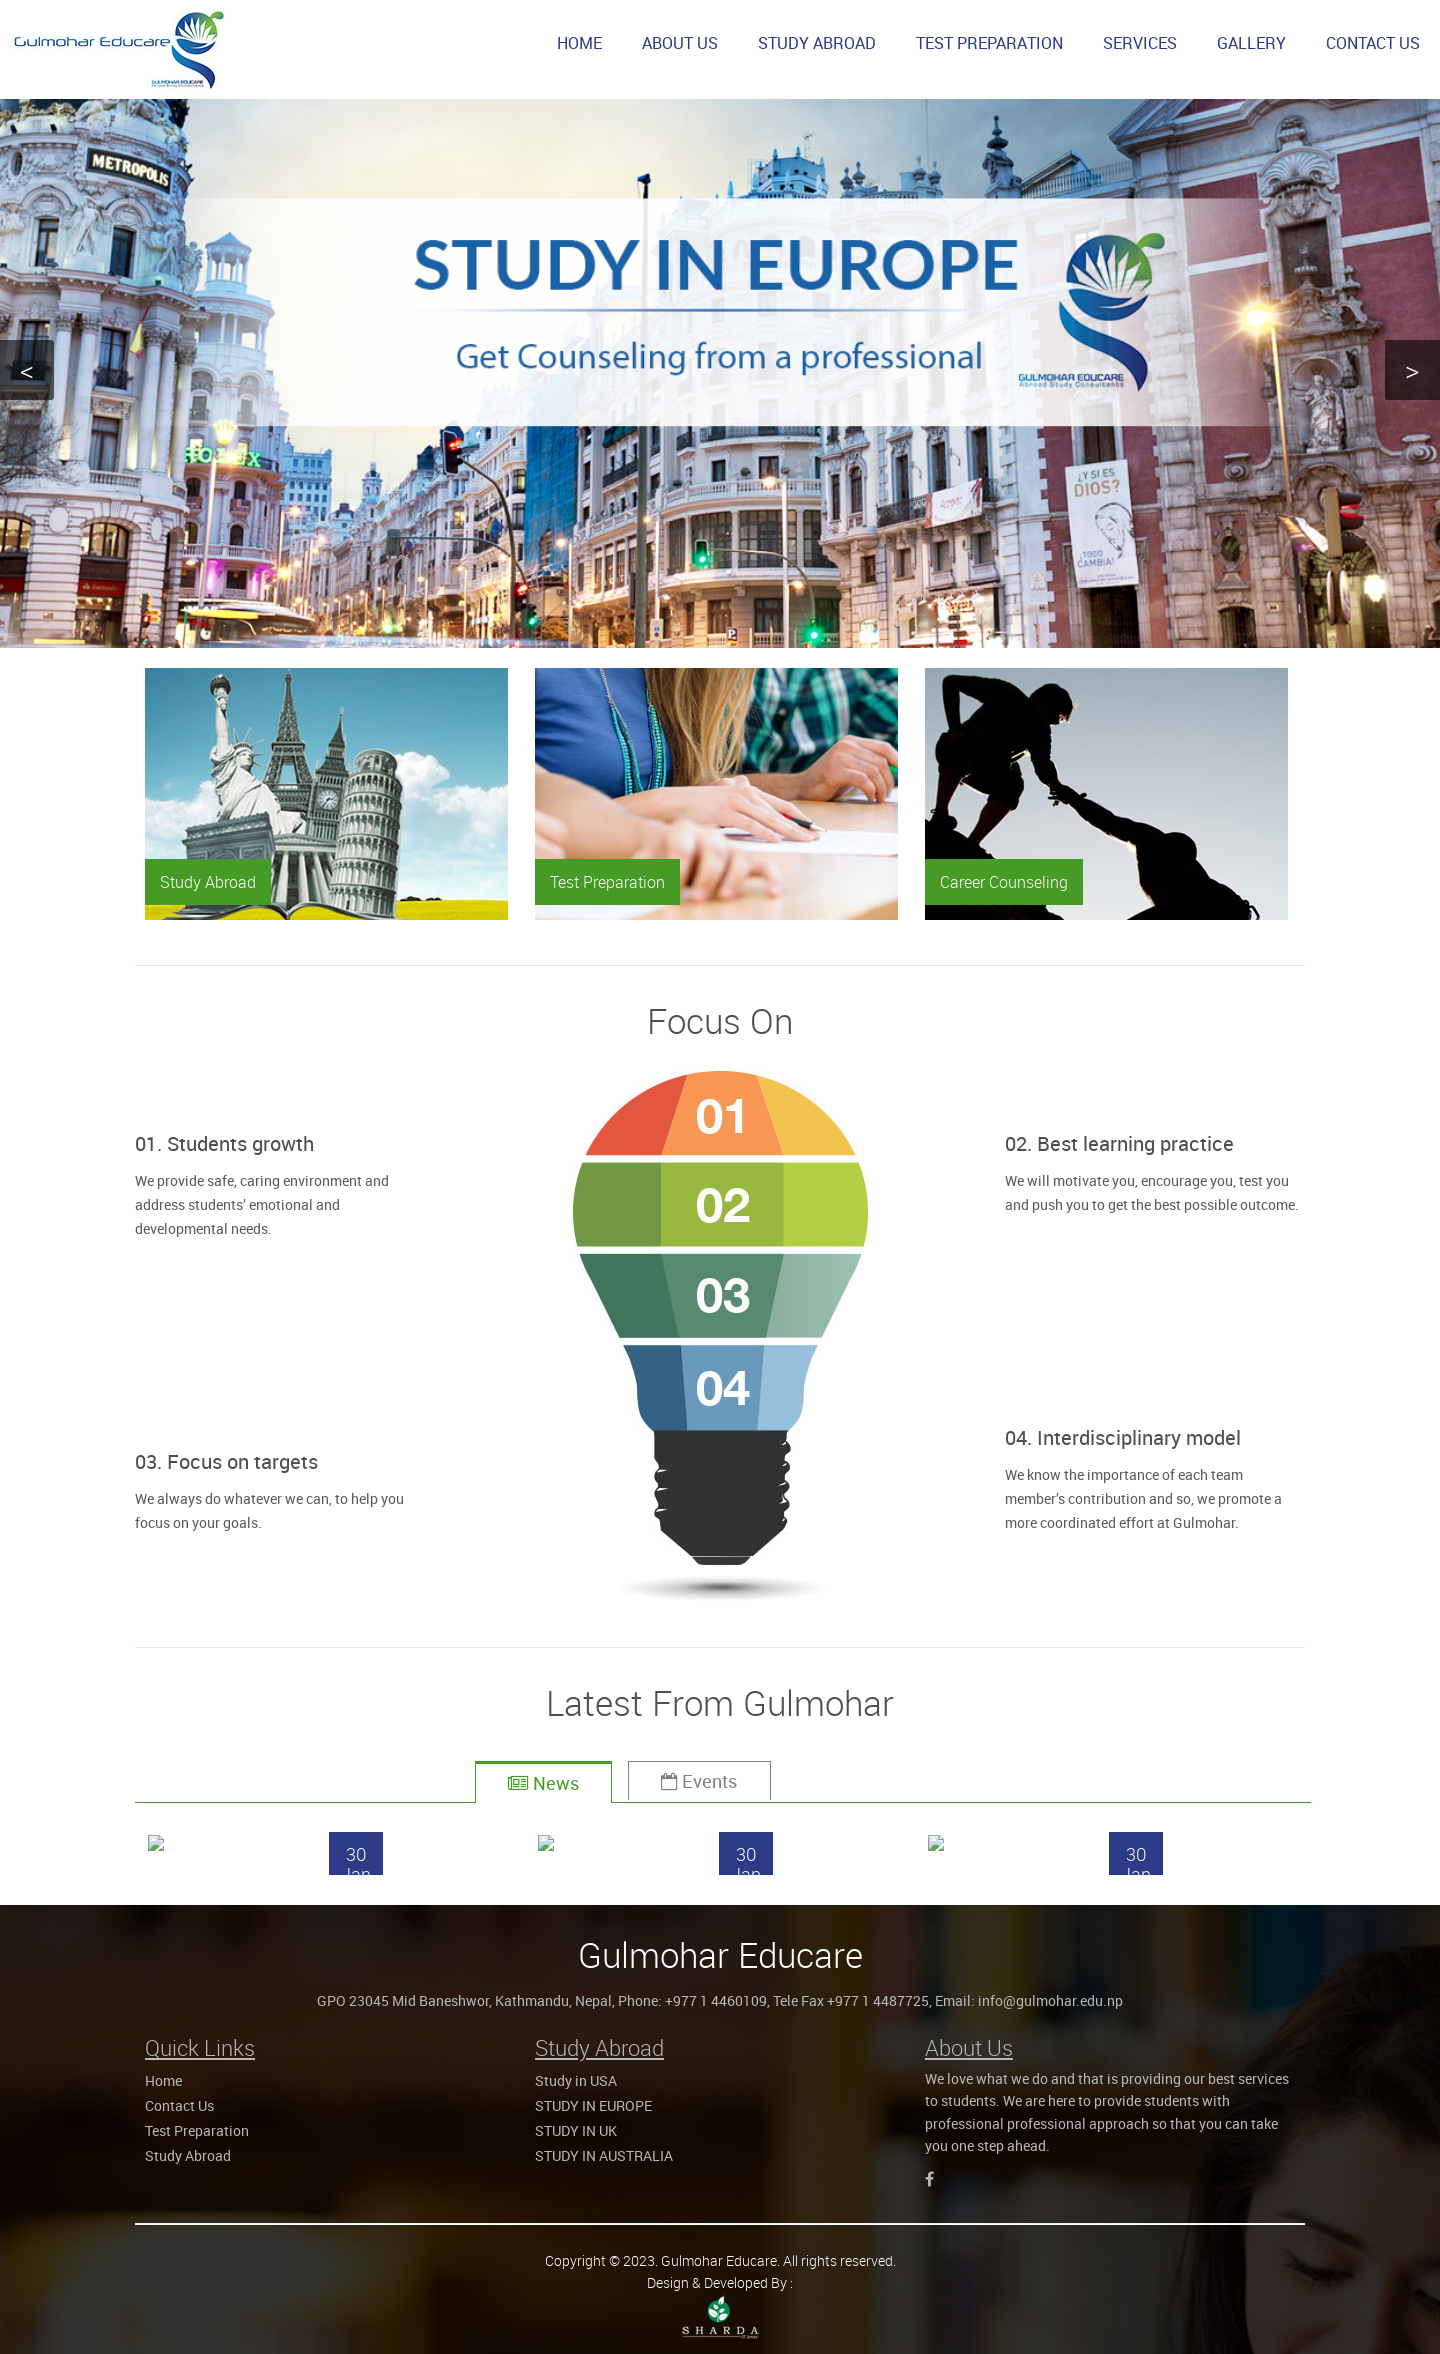 Gulmohar Educare
GULMOHAR EDUCARE
HOME
ABOUT US
STUDY ABROAD
TEST PREPARATION
SERVICES
GALLERY
CONTACT US
METROPOLIS
STUDY IN EUROPE
Get Counseling from a professional
GULMOHAR EDUCARE
Abroad Study Consultants
<
>
¿Y SI ES
DIOS?
¡TODO
CAMBIA!
Study Abroad
Test Preparation
Career Counseling
Focus On
01
02
03
04
01. Students growth
We provide safe, caring environment and
address students’ emotional and
developmental needs.
02. Best learning practice
We will motivate you, encourage you, test you
and push you to get the best possible outcome.
03. Focus on targets
We always do whatever we can, to help you
focus on your goals.
04. Interdisciplinary model
We know the importance of each team
member’s contribution and so, we promote a
more coordinated effort at Gulmohar.
Latest From Gulmohar
News
Events
30
Jan
30
Jan
30
Jan
Gulmohar Educare
GPO 23045 Mid Baneshwor, Kathmandu, Nepal, Phone: +977 1 4460109, Tele Fax +977 1 4487725, Email: info@gulmohar.edu.np
Quick Links
Home
Contact Us
Test Preparation
Study Abroad
Study Abroad
Study in USA
STUDY IN EUROPE
STUDY IN UK
STUDY IN AUSTRALIA
About Us
We love what we do and that is providing our best services
to students. We are here to provide students with
professional professional approach so that you can take
you one step ahead.
Copyright © 2023. Gulmohar Educare. All rights reserved.
Design & Developed By :
SHARDA